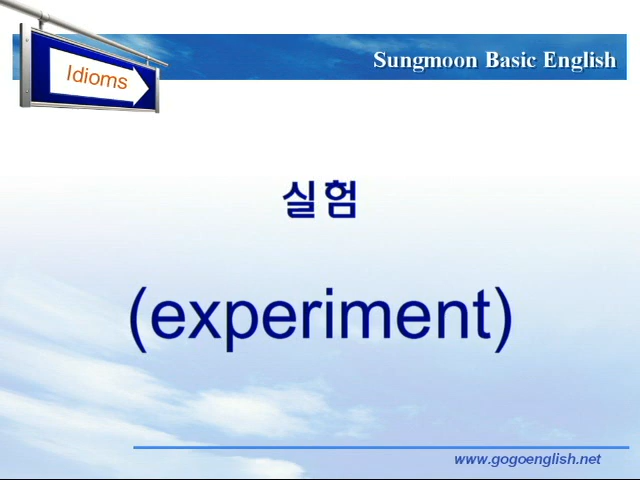 Idioms
Sungmoon Basic English
실험
(experiment)
www.gogoenglish.net